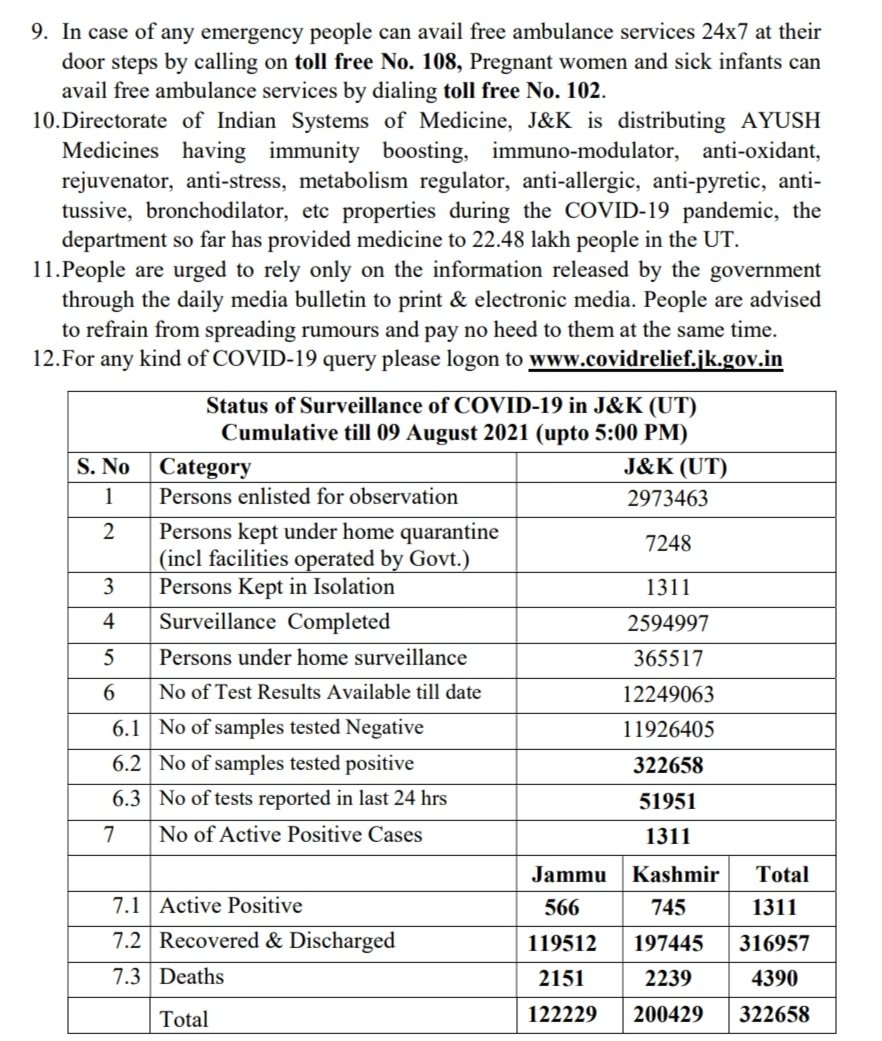 9. In case of any emergency people can avail free ambulance services 24x7 at their
door steps by calling on toll free No. 108, Pregnant women and sick infants can
avail free ambulance services by dialing toll free No. 102.
10.Directorate of Indian Systems of Medicine, J&K is distributing AYUSH
Medicines having immunity boosting, immuno-modulator, anti-oxidant,
rejuvenator, anti-stress, metabolism regulator, anti-allergic, anti-pyretic, anti-
tussive, bronchodilator, etc properties during the COVID-19 pandemic, the
department so far has provided medicine to 22.48 lakh people in the UT.
11.People are urged to rely only on the information released by the government
through the daily media bulletin to print & electronic media. People are advised
to refrain from spreading rumours and pay no heed to them at the same time.
12.For any kind of COVID-19 query please logon to www.covidrelief.jk.gov.in
Status of Surveillance of COVID-19 in J&K (UT)
Cumulative till 09 August 2021 (upto 5:00 PM)
S. No Category J&K (UT)
1 Persons enlisted for observation 2973463
2 Persons kept under home quarantine
(incl facilities operated by Govt.) 7248
3 Persons Kept in Isolation 1311
4 Surveillance Completed 2594997
5 Persons under home surveillance 365517
6 No of Test Results Available till date 12249063
6.1 No of samples tested Negative 11926405
6.2 No of samples tested positive 322658
6.3 No of tests reported in last 24 hrs 51951
7 No of Active Positive Cases 1311
Jammu Kashmir Total
7.1 Active Positive 566 745 1311
7.2 Recovered & Discharged 119512 197445 316957
7.3 Deaths 2151 2239 4390
Total 122229 200429 322658